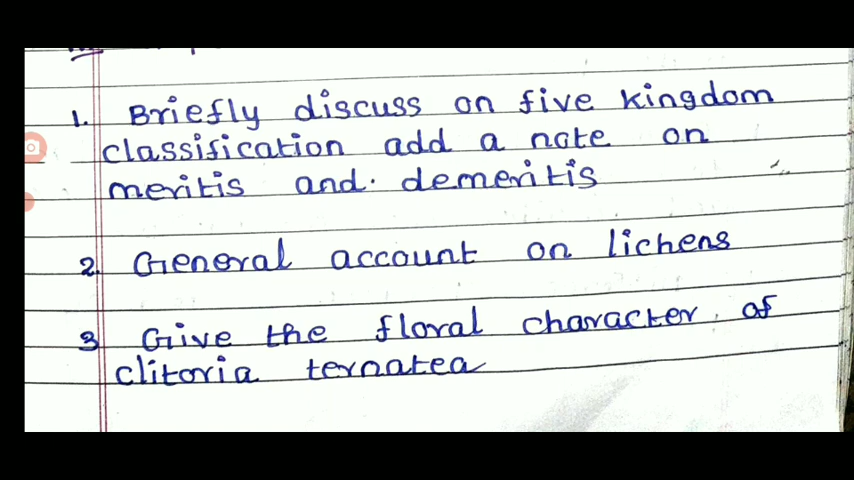 1. Briefly discuss on five kingdom
classification add a note on
meritis and. demeritis
2. General account on lichens
3 Give the floral character of
clitoria ternatea